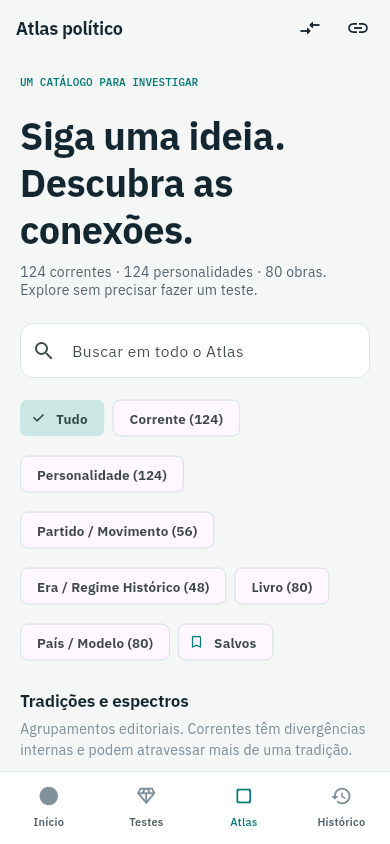 Atlas político
UM CATÁLOGO PARA INVESTIGAR
Siga uma ideia.
Descubra as
conexões.
124 correntes · 124 personalidades · 80 obras.
Explore sem precisar fazer um teste.
Buscar em todo o Atlas
Tudo
Corrente (124)
Personalidade (124)
Partido / Movimento (56)
Era / Regime Histórico (48)
Livro (80)
País / Modelo (80)
Salvos
Tradições e espectros
Agrupamentos editoriais. Correntes têm divergências
internas e podem atravessar mais de uma tradição.
Início
Testes
Atlas
Histórico